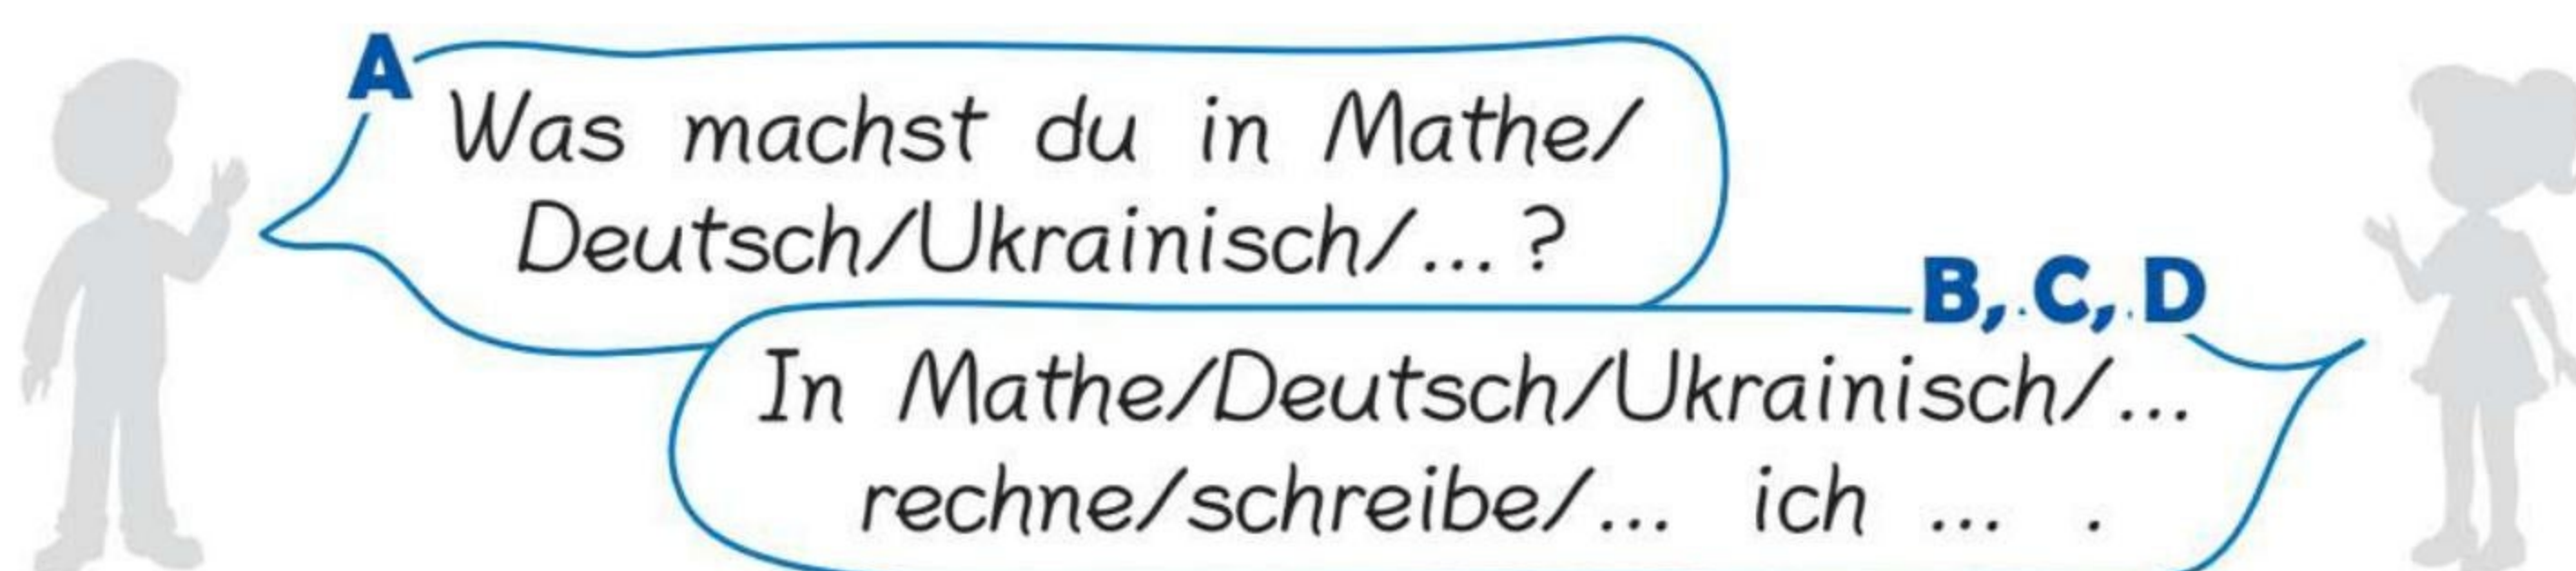 A
Was machst du in Mathe/
Deutsch/Ukrainisch/... ?
B, C, D
In Mathe/Deutsch/Ukrainisch/...
rechne/schreibe/... ich ... .